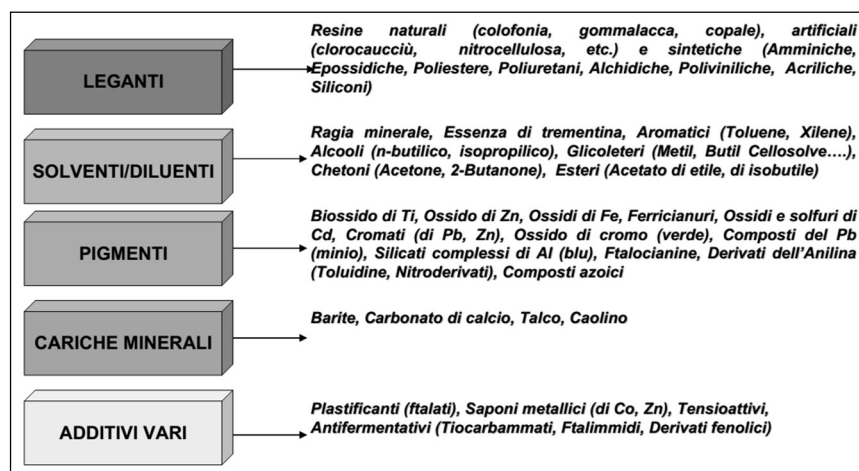 LEGANTI
Resine naturali (colofonia, gommalacca, copale), artificiali
(clorocaucciù, nitrocellulosa, etc.) e sintetiche (Amminiche,
Epossidiche, Poliestere, Poliuretani, Alchidiche, Poliviniliche, Acriliche,
Siliconi)
SOLVENTI/DILUENTI
Ragia minerale, Essenza di trementina, Aromatici (Toluene, Xilene),
Alcooli (n-butilico, isopropilico), Glicoleteri (Metil, Butil Cellosolve….),
Chetoni (Acetone, 2-Butanone), Esteri (Acetato di etile, di isobutile)
PIGMENTI
Biossido di Ti, Ossido di Zn, Ossidi di Fe, Ferricianuri, Ossidi e solfuri di
Cd, Cromati (di Pb, Zn), Ossido di cromo (verde), Composti del Pb
(minio), Silicati complessi di Al (blu), Ftalocianine, Derivati dell'Anilina
(Toluidine, Nitroderivati), Composti azoici
CARICHE MINERALI
Barite, Carbonato di calcio, Talco, Caolino
ADDITIVI VARI
Plastificanti (ftalati), Saponi metallici (di Co, Zn), Tensioattivi,
Antifermentativi (Tiocarbammati, Ftalimmidi, Derivati fenolici)